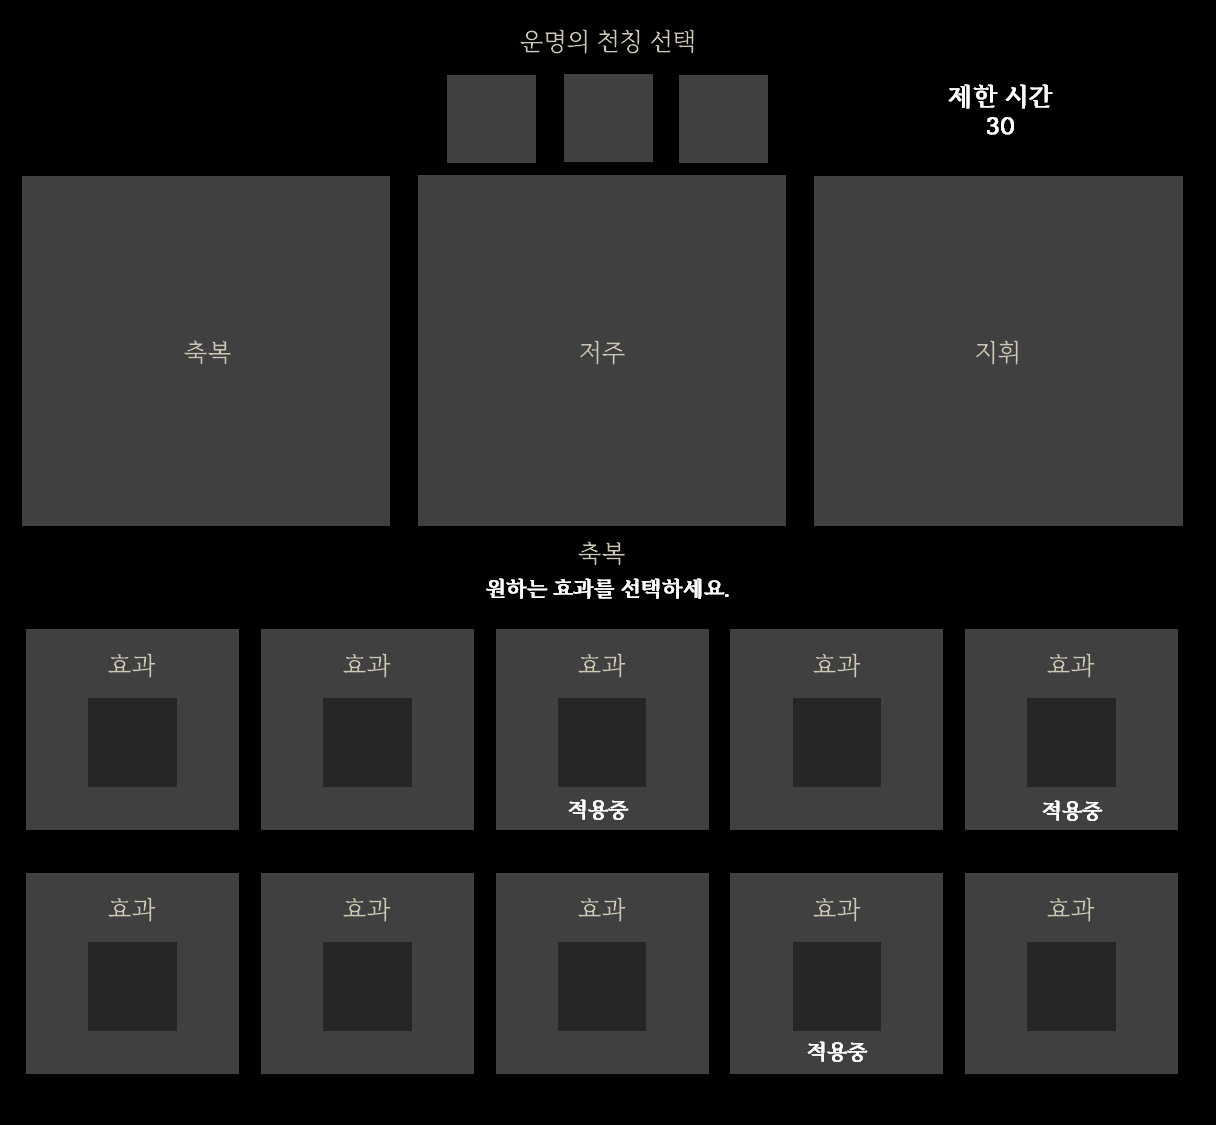 운명의 천칭 선택
제한 시간
30
축복
저주
지휘
축복
원하는 효과를 선택하세요.
효과
효과
효과
효과
효과
적용중
적용중
효과
효과
효과
효과
효과
적용중